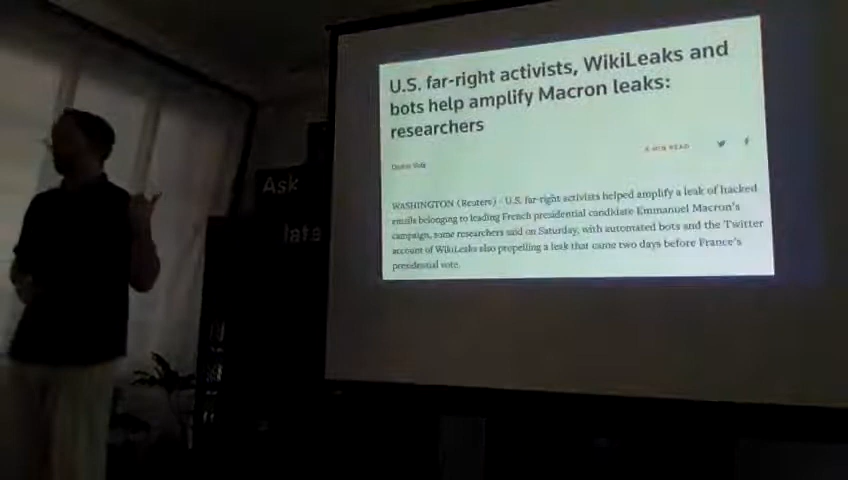 U.S. far-right activists, WikiLeaks and
bots help amplify Macron leaks:
researchers
MIN READ
WASHINGTON (Reuters) - U.S. far-right activists helped amplify a leak of hacked
emails belonging to leading French presidential candidate Emmanuel Macron's
campaign, some researchers said on Saturday, with automated bots and the Twitter
account of WikiLeaks also propelling a leak that came two days before France's
presidential vote.
Ask
late